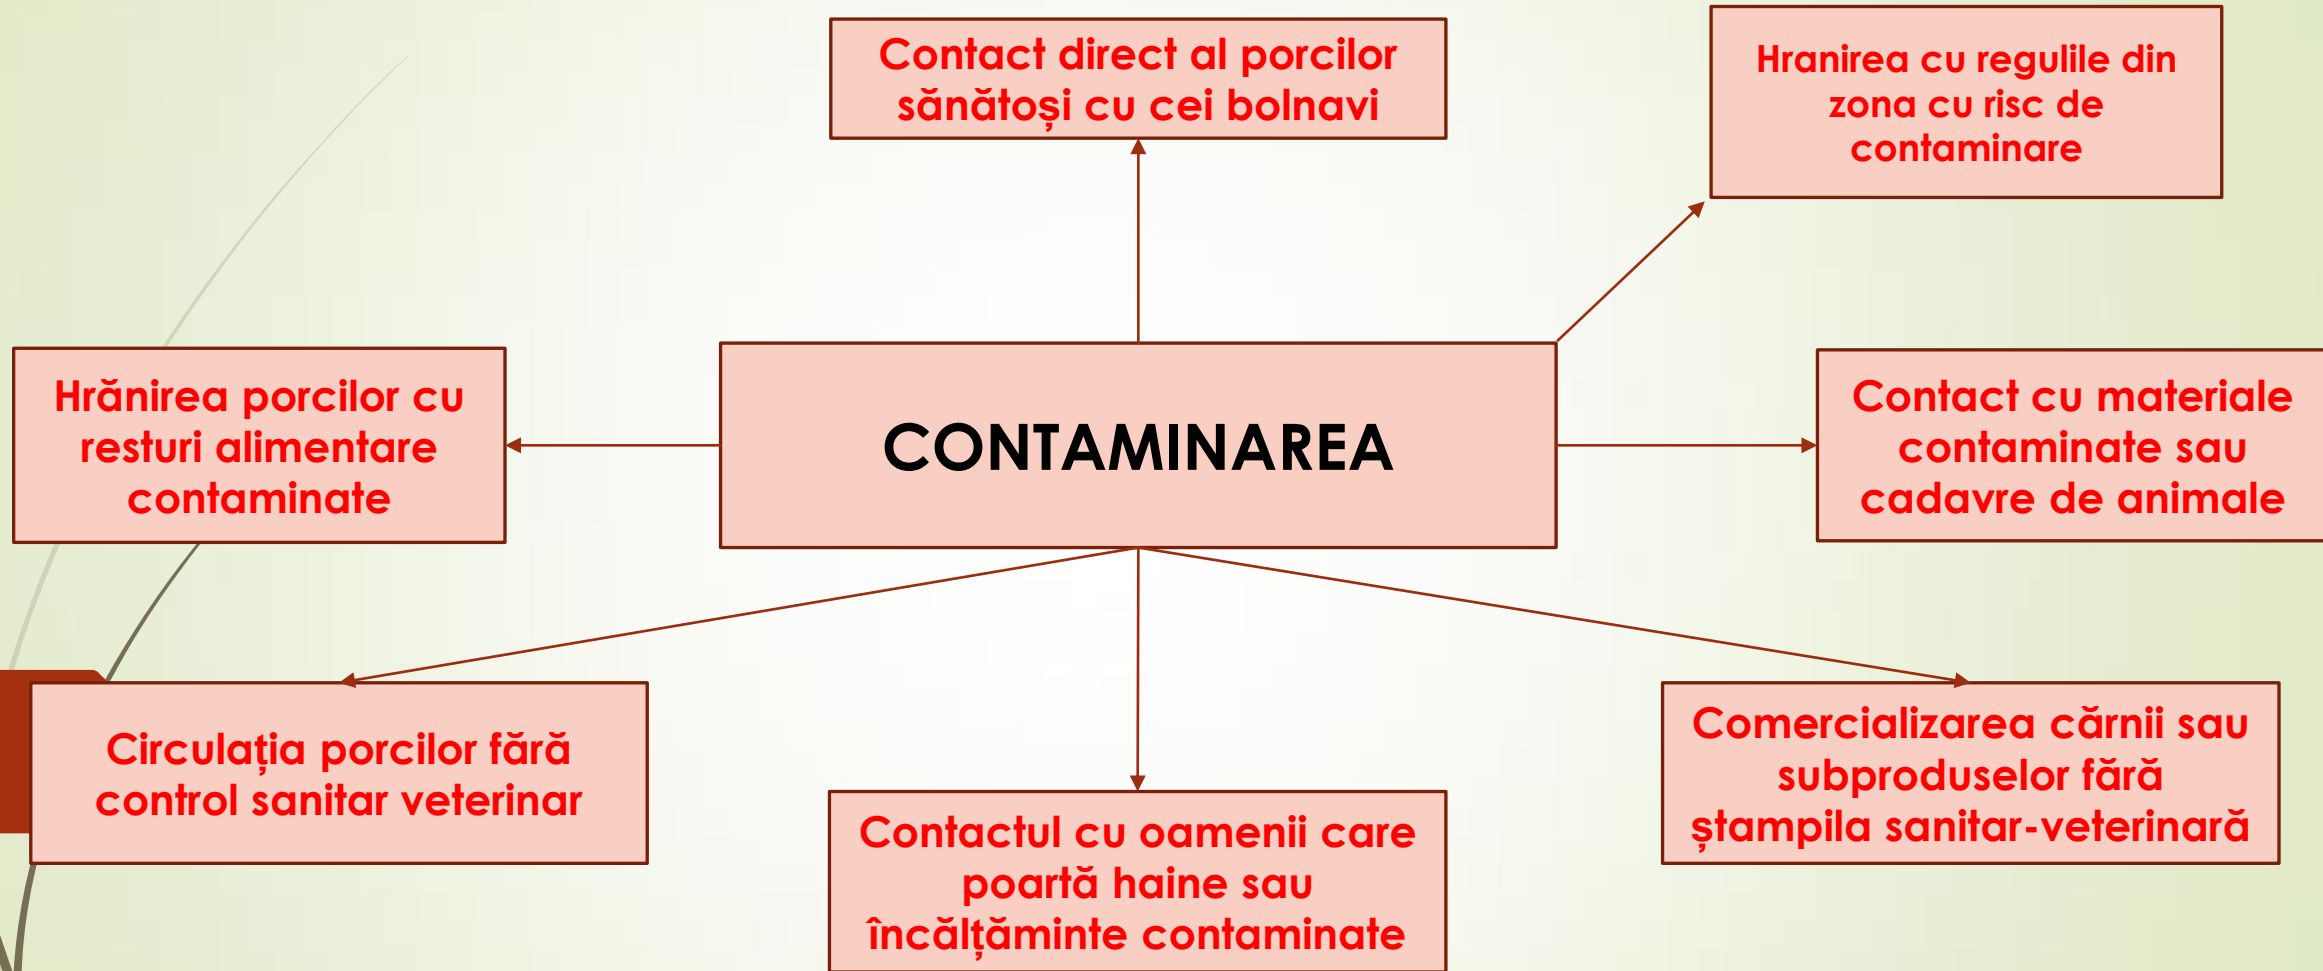 Contact direct al porcilor
sănătoși cu cei bolnavi
Hranirea cu regulile din
zona cu risc de
contaminare
Hrănirea porcilor cu
resturi alimentare
contaminate
CONTAMINAREA
Contact cu materiale
contaminate sau
cadavre de animale
Circulația porcilor fără
control sanitar veterinar
Contactul cu oamenii care
poartă haine sau
încălțăminte contaminate
Comercializarea cărnii sau
subproduselor fără
ștampila sanitar-veterinară